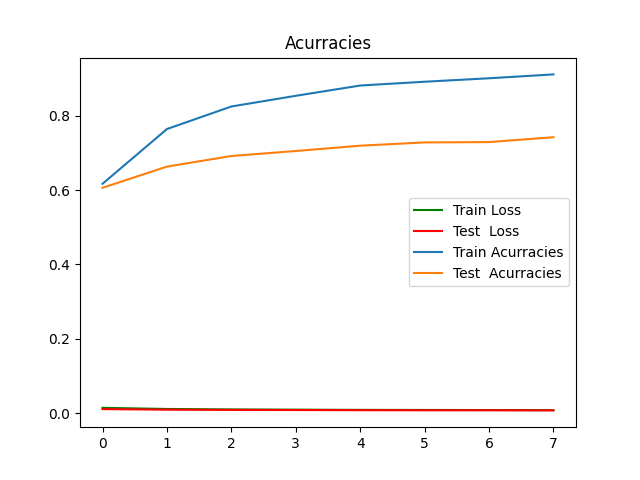 Acurracies
0.8
0.6
0.4
0.2
0.0
Train Loss
Test  Loss
Train Acurracies
Test  Acurracies
0 1 2 3 4 5 6 7